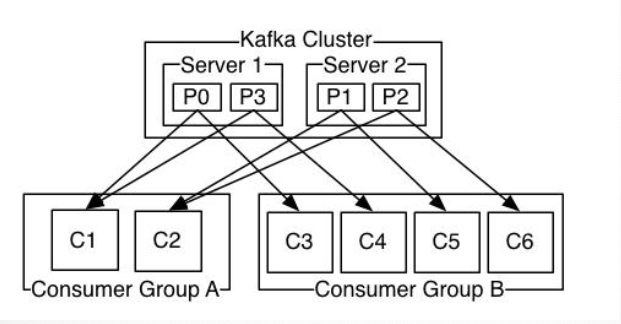 Kafka Cluster
Server 1 Server 2
P0 P3 P1 P2
C1 C2 C3 C4 C5 C6
Consumer Group A Consumer Group B